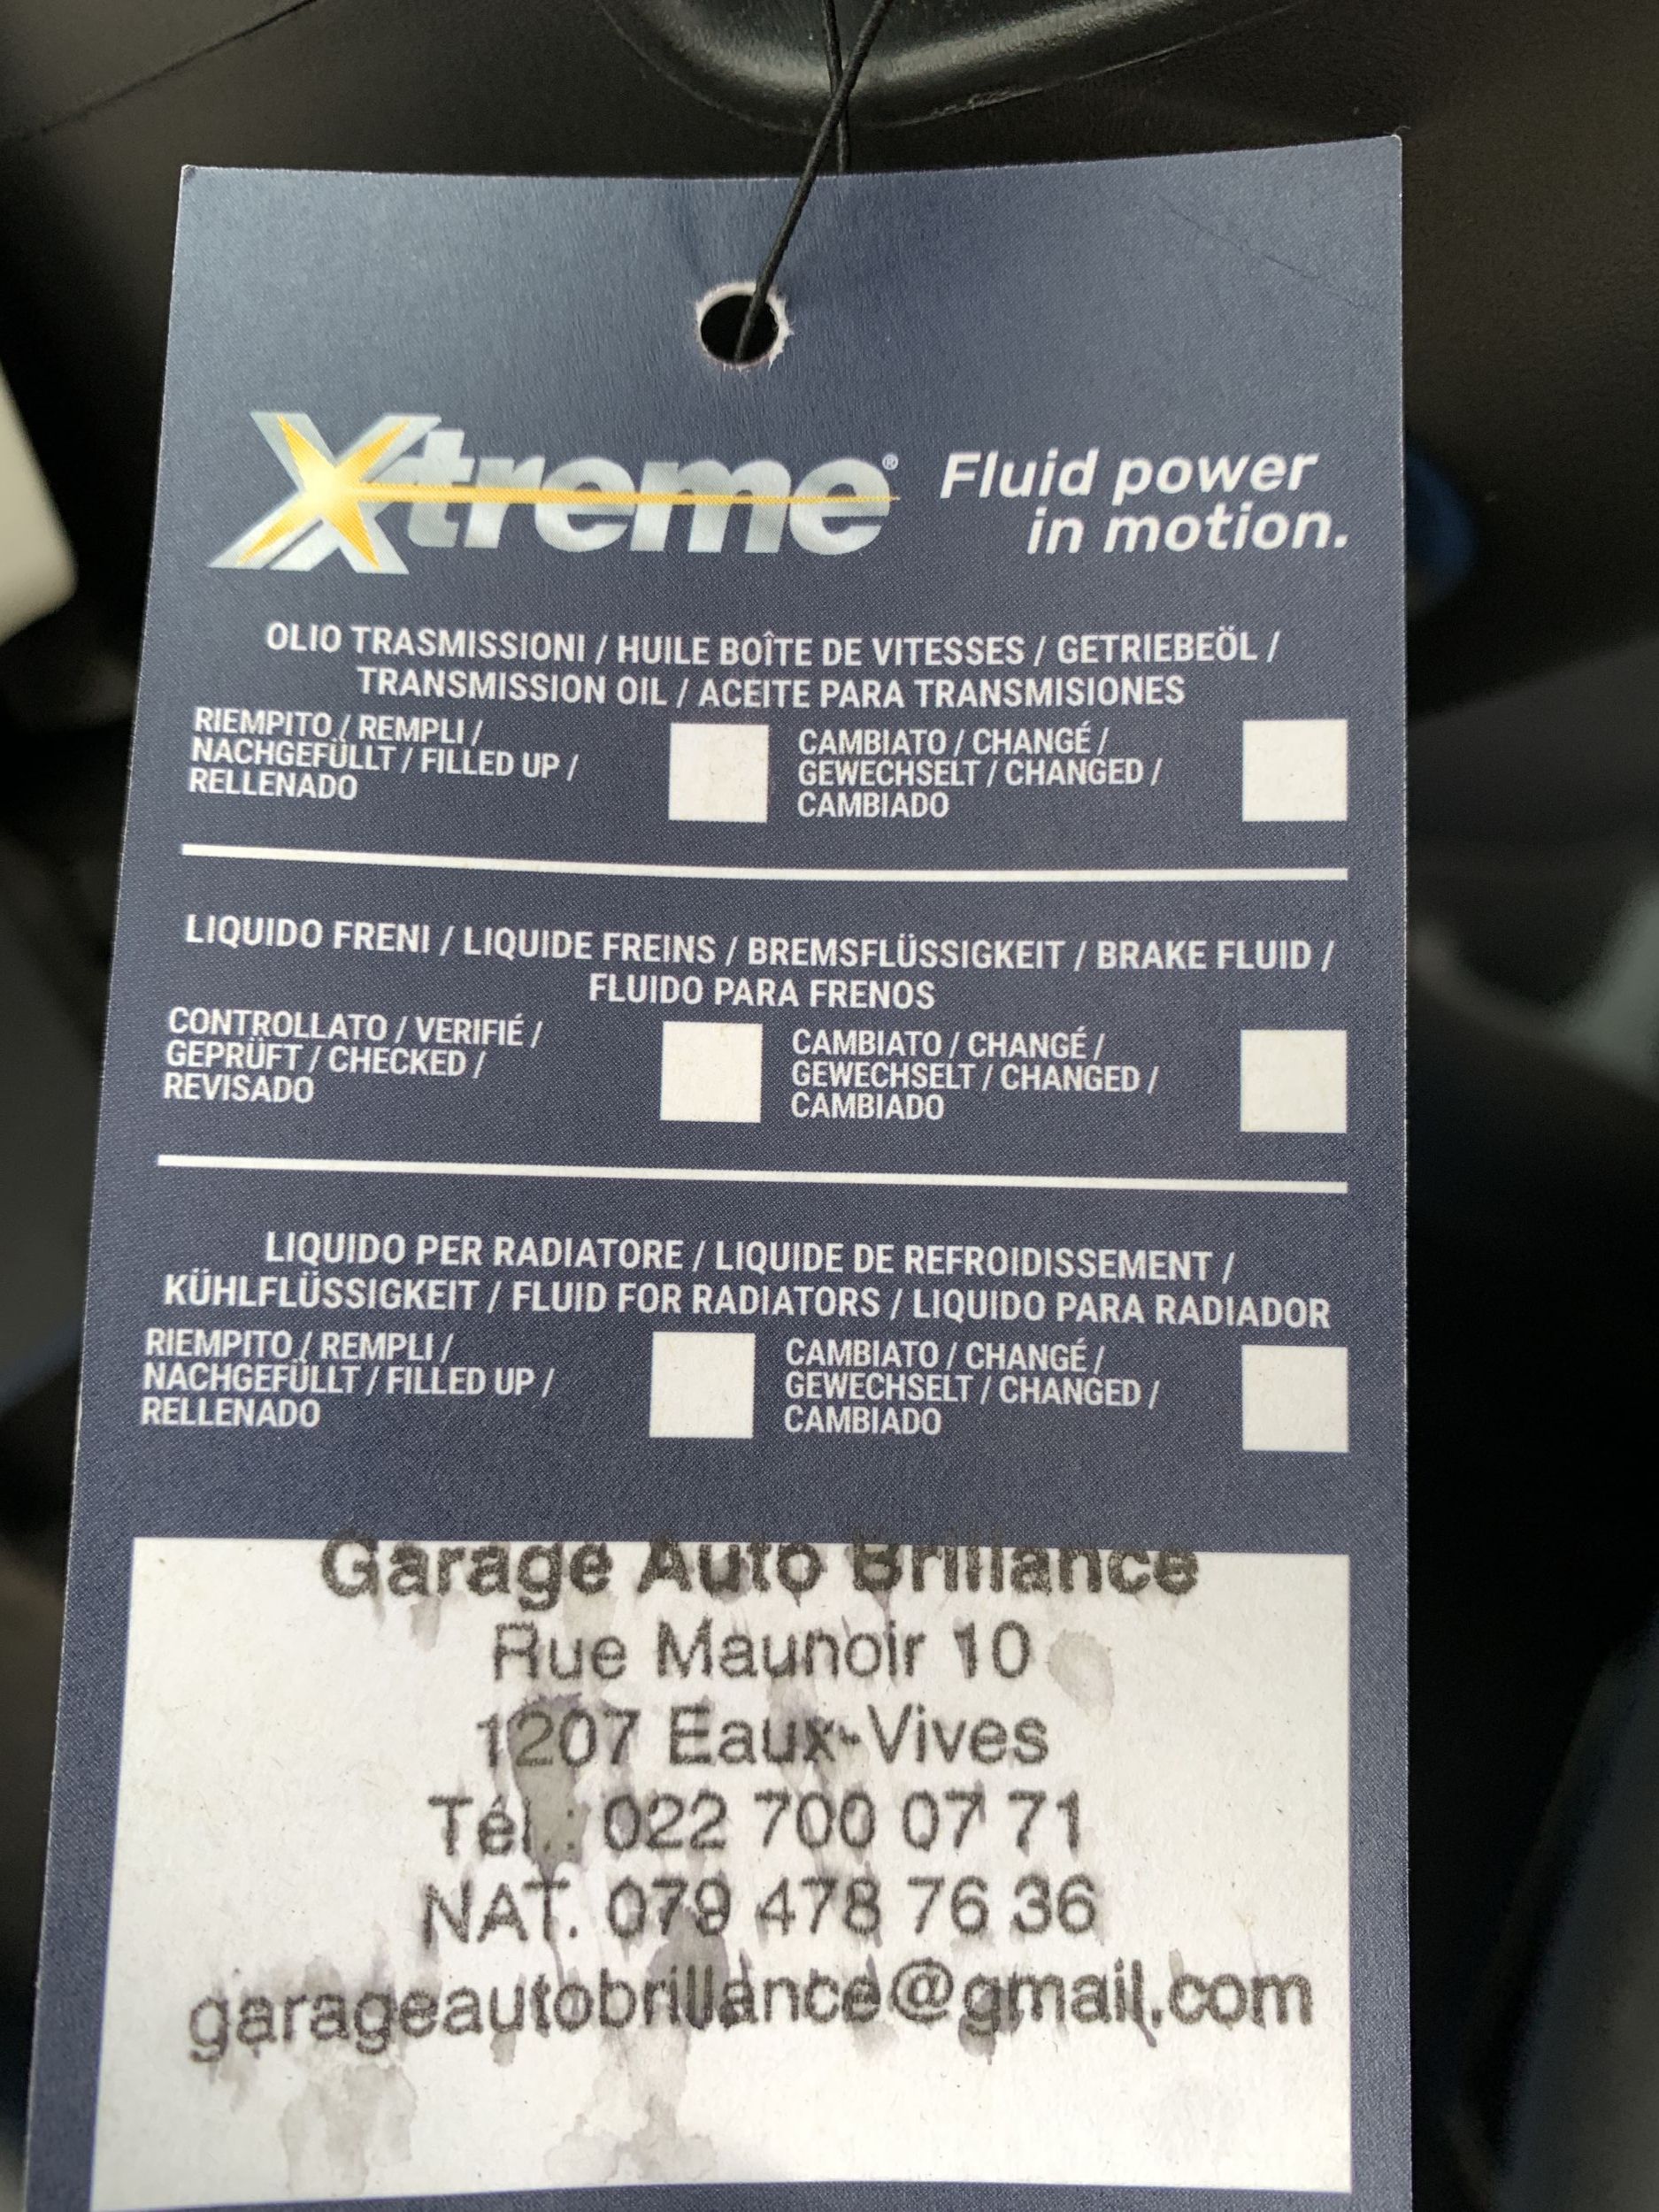 Xtreme® Fluid power
in motion.
OLIO TRASMISSIONI / HUILE BOÎTE DE VITESSES / GETRIEBEÖL /
TRANSMISSION OIL / ACEITE PARA TRANSMISIONES
RIEMPITO / REMPLI /
NACHGEFÜLLT / FILLED UP /
RELLENADO
CAMBIATO / CHANGÉ /
GEWECHSELT / CHANGED /
CAMBIADO
LIQUIDO FRENI / LIQUIDE FREINS / BREMSFLÜSSIGKEIT / BRAKE FLUID /
FLUIDO PARA FRENOS
CONTROLLATO / VERIFIÉ /
GEPRÜFT / CHECKED /
REVISADO
CAMBIATO / CHANGÉ /
GEWECHSELT / CHANGED /
CAMBIADO
LIQUIDO PER RADIATORE / LIQUIDE DE REFROIDISSEMENT /
KÜHLFLÜSSIGKEIT / FLUID FOR RADIATORS / LIQUIDO PARA RADIADOR
RIEMPITO / REMPLI /
NACHGEFÜLLT / FILLED UP /
RELLENADO
CAMBIATO / CHANGÉ /
GEWECHSELT / CHANGED /
CAMBIADO
Garage Auto Brillance
Rue Maunoir 10
1207 Eaux-Vives
Tél.: 022 700 07 71
NAT. 079 478 76 36
garageautobrillance@gmail.com